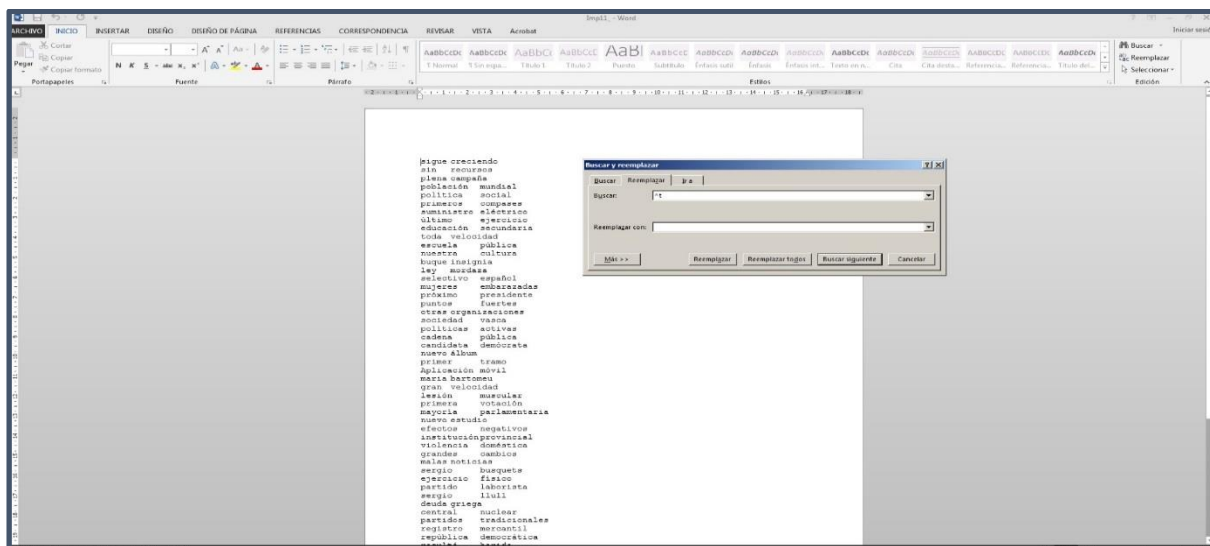 Imp11_ - Word
ARCHIVO INICIO INSERTAR DISEÑO DISEÑO DE PÁGINA REFERENCIAS CORRESPONDENCIA REVISAR VISTA Acrobat Iniciar sesió
Cortar
Copiar
Copiar formato
Pegar
Buscar
Reemplazar
Seleccionar
Portapapeles Fuente Párrafo Estilos Edición
sigue creciendo
sin recursos
plena campaña
población mundial
política social
primeros compases
suministro eléctrico
último ejercicio
educación secundaria
toda velocidad
escuela pública
nuestra cultura
buque insignia
ley mordaza
selectivo español
mujeres embarazadas
próximo presidente
puntos fuertes
otras organizaciones
sociedad vasca
políticas activas
cadena pública
candidata demócrata
nuevo álbum
primer tramo
Aplicación móvil
maria bartomeu
gran velocidad
lesión muscular
primera votación
mayoría parlamentaria
nuevo estudio
efectos negativos
instituciónprovincial
violencia doméstica
grandes cambios
malas noticias
sergio busquets
ejercicio físico
partido laborista
sergio llull
deuda griega
central nuclear
partidos tradicionales
registro mercantil
república democrática
Buscar y reemplazar
Buscar Reemplazar Ir a
Buscar: ^t
Reemplazar con:
Más >> Reemplazar Reemplazar todos Buscar siguiente Cancelar